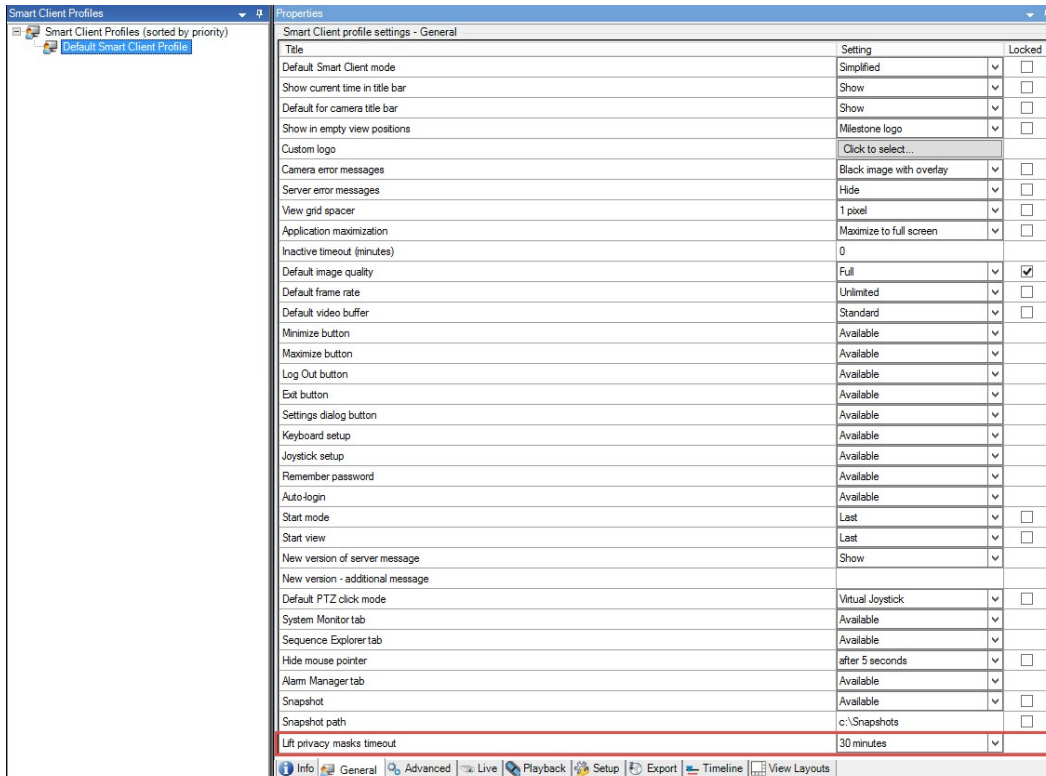 Smart Client Profiles
Smart Client Profiles (sorted by priority)
Default Smart Client Profile
Properties
Smart Client profile settings - General
Title Setting Locked
Default Smart Client mode Simplified
Show current time in title bar Show
Default for camera title bar Show
Show in empty view positions Milestone logo
Custom logo Click to select...
Camera error messages Black image with overlay
Server error messages Hide
View grid spacer 1 pixel
Application maximization Maximize to full screen
Inactive timeout (minutes) 0
Default image quality Full
Default frame rate Unlimited
Default video buffer Standard
Minimize button Available
Maximize button Available
Log Out button Available
Exit button Available
Settings dialog button Available
Keyboard setup Available
Joystick setup Available
Remember password Available
Auto-login Available
Start mode Last
Start view Last
New version of server message Show
New version - additional message
Default PTZ click mode Virtual Joystick
System Monitor tab Available
Sequence Explorer tab Available
Hide mouse pointer after 5 seconds
Alarm Manager tab Available
Snapshot Available
Snapshot path c:\Snapshots
Lift privacy masks timeout 30 minutes
Info General Advanced Live Playback Setup Export Timeline View Layouts